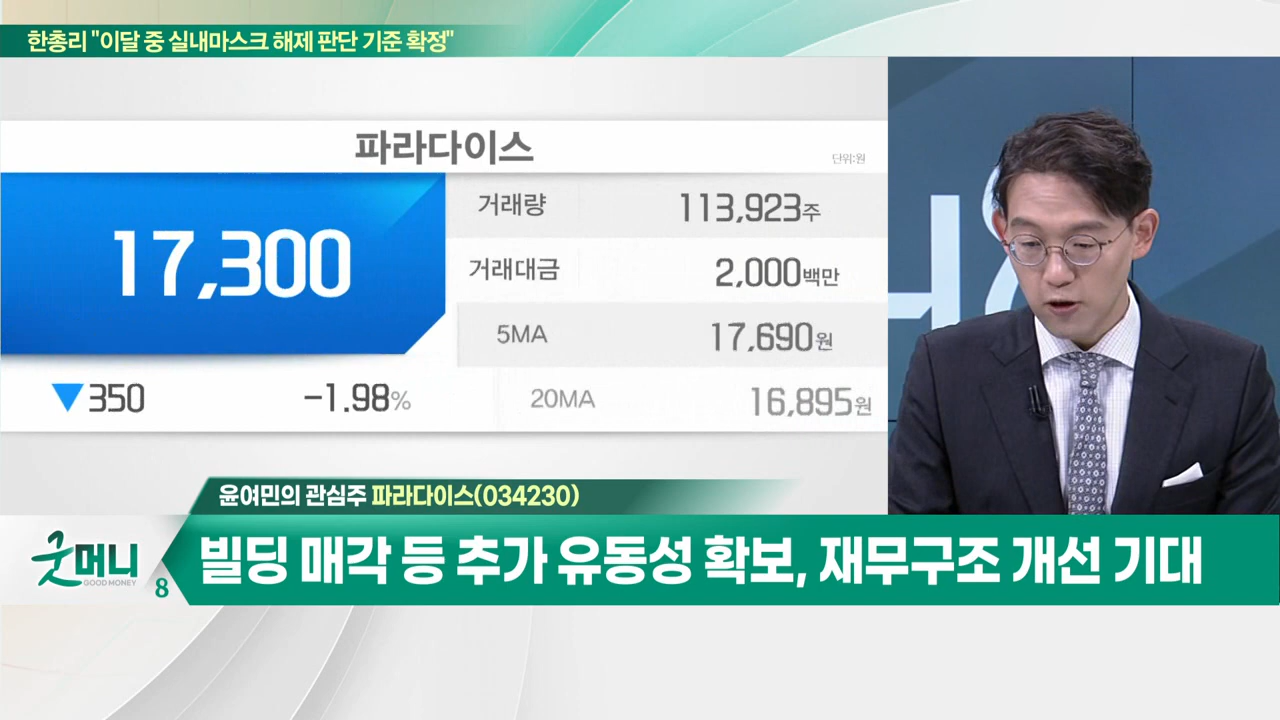 한총리 "이달 중 실내마스크 해제 판단 기준 확정"
파라다이스
단위:원
17,300
거래량 113,923주
거래대금 2,000백만
5MA 17,690원
▼350 -1.98% 20MA 16,895원
윤여민의 관심주 파라다이스(034230)
굿머니
GOOD MONEY
8
빌딩 매각 등 추가 유동성 확보, 재무구조 개선 기대